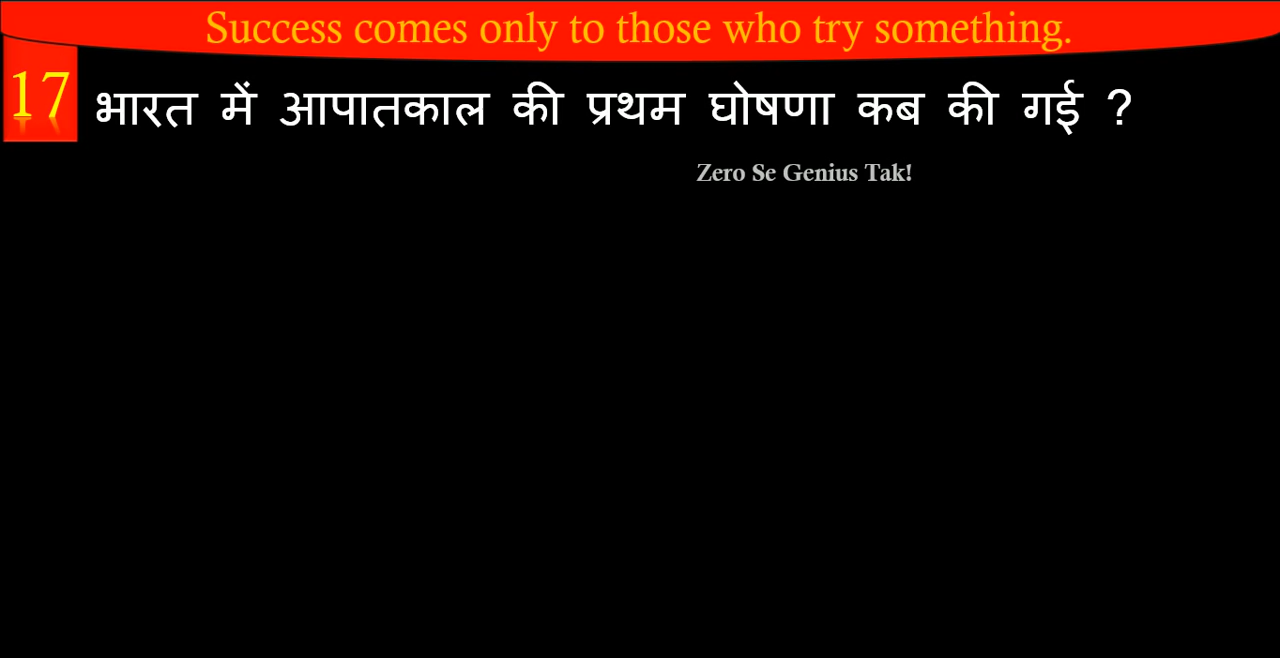 Success comes only to those who try something.
17 भारत में आपातकाल की प्रथम घोषणा कब की गई ?
Zero Se Genius Tak!